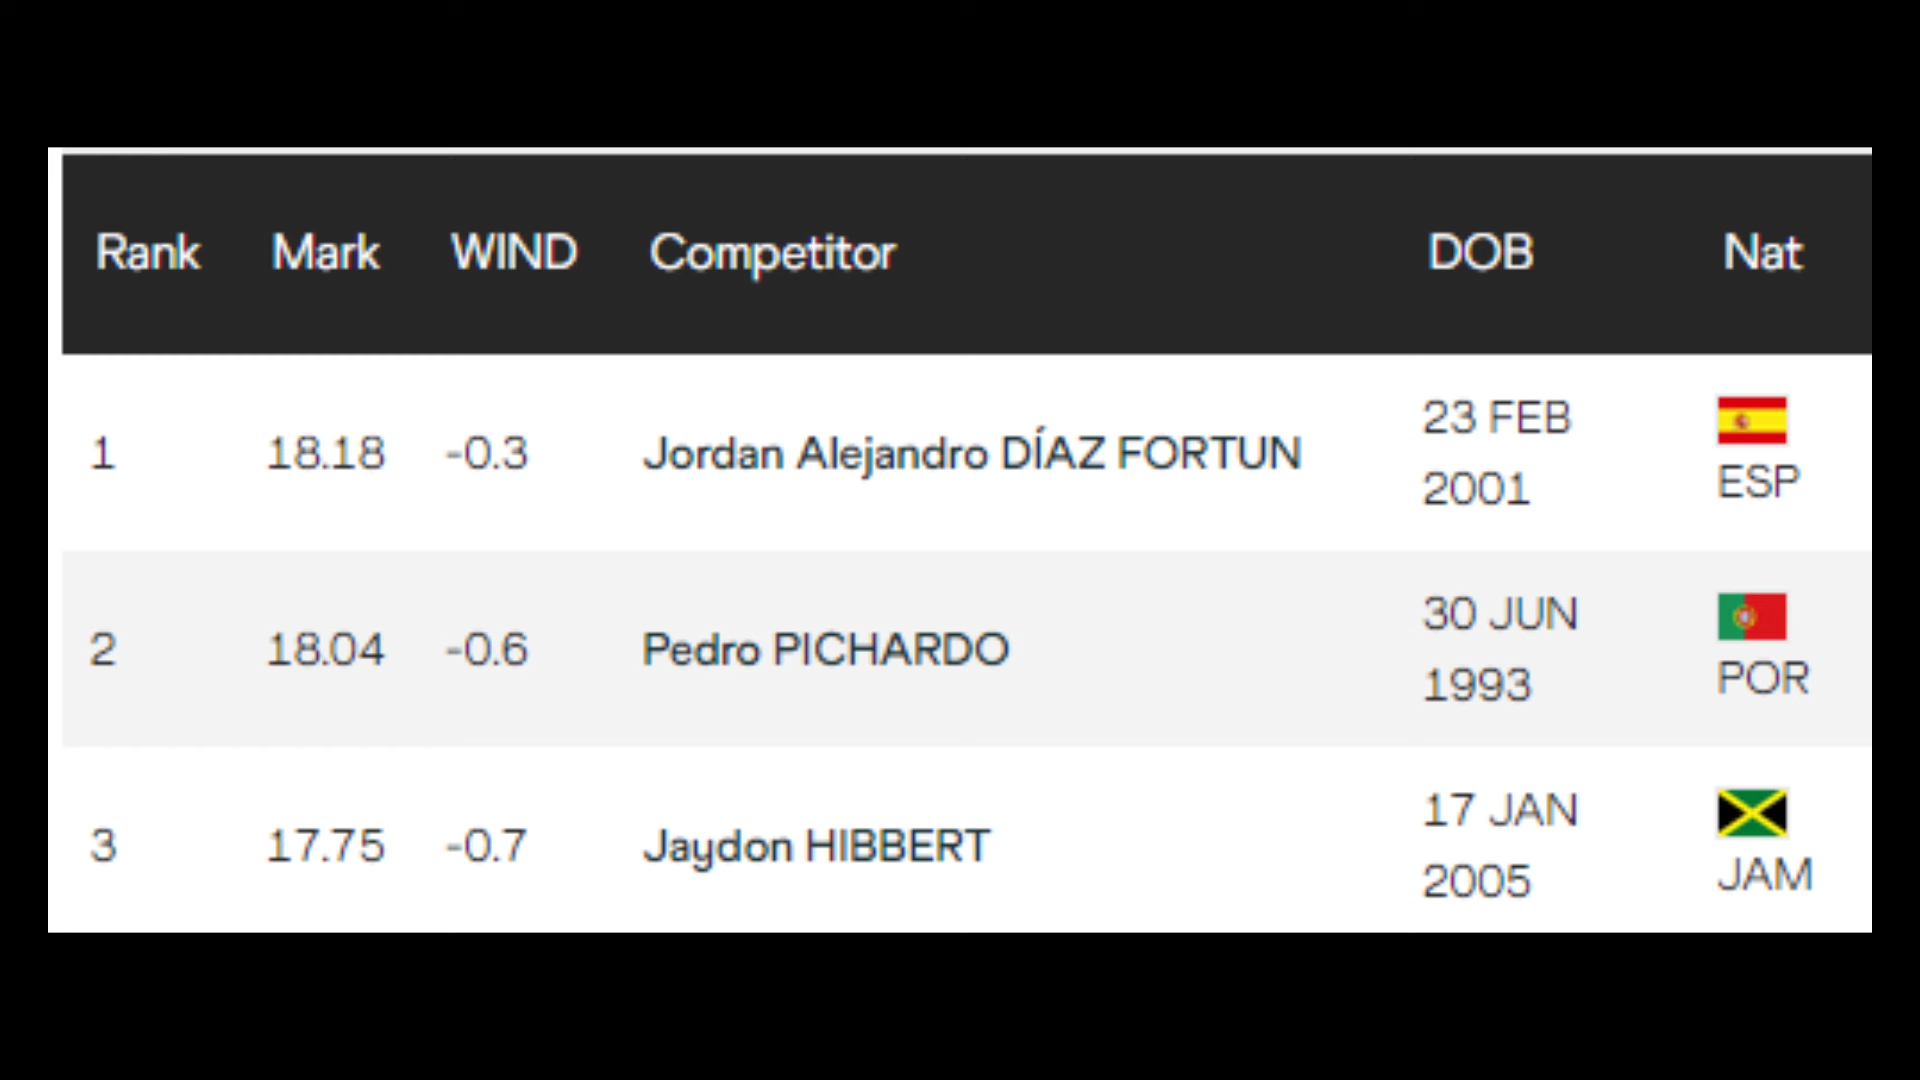 Rank Mark WIND Competitor DOB Nat
1 18.18 -0.3 Jordan Alejandro DÍAZ FORTUN 23 FEB 2001 ESP
2 18.04 -0.6 Pedro PICHARDO 30 JUN 1993 POR
3 17.75 -0.7 Jaydon HIBBERT 17 JAN 2005 JAM